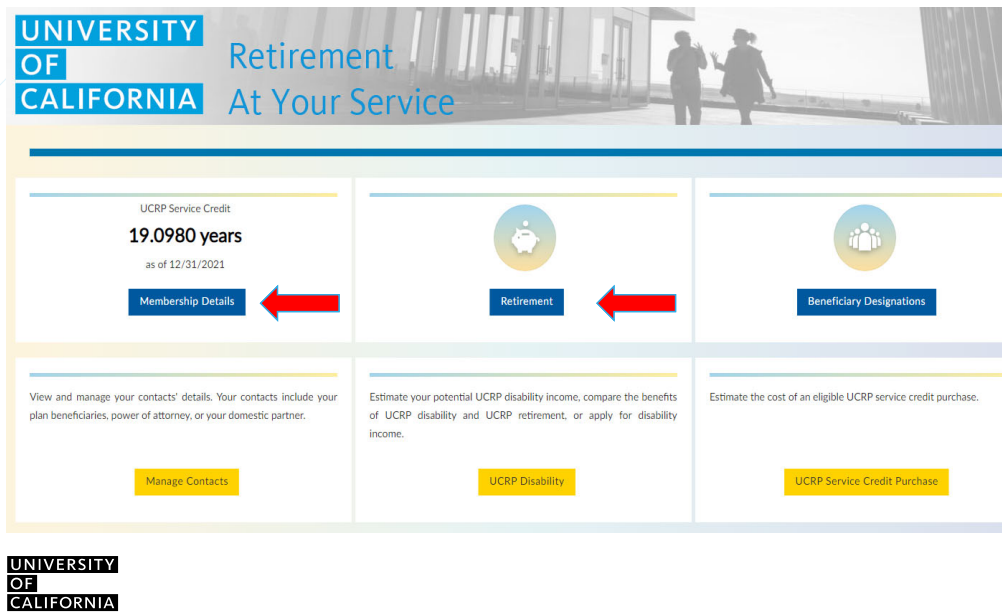 UNIVERSITY
OF
CALIFORNIA
Retirement
At Your Service
UCRP Service Credit
19.0980 years
as of 12/31/2021
Membership Details
Retirement
Beneficiary Designations
View and manage your contacts' details. Your contacts include your
plan beneficiaries, power of attorney, or your domestic partner.
Manage Contacts
Estimate your potential UCRP disability income, compare the benefits
of UCRP disability and UCRP retirement, or apply for disability
income.
UCRP Disability
Estimate the cost of an eligible UCRP service credit purchase.
UCRP Service Credit Purchase
UNIVERSITY
OF
CALIFORNIA